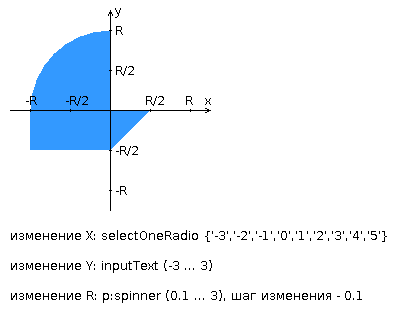 y
R
R/2
-R -R/2 R/2 R x
-R/2
-R
изменение X: selectOneRadio {'-3','-2','-1','0','1','2','3','4','5'}
изменение Y: inputText (-3 ... 3)
изменение R: p:spinner (0.1 ... 3), шаг изменения - 0.1